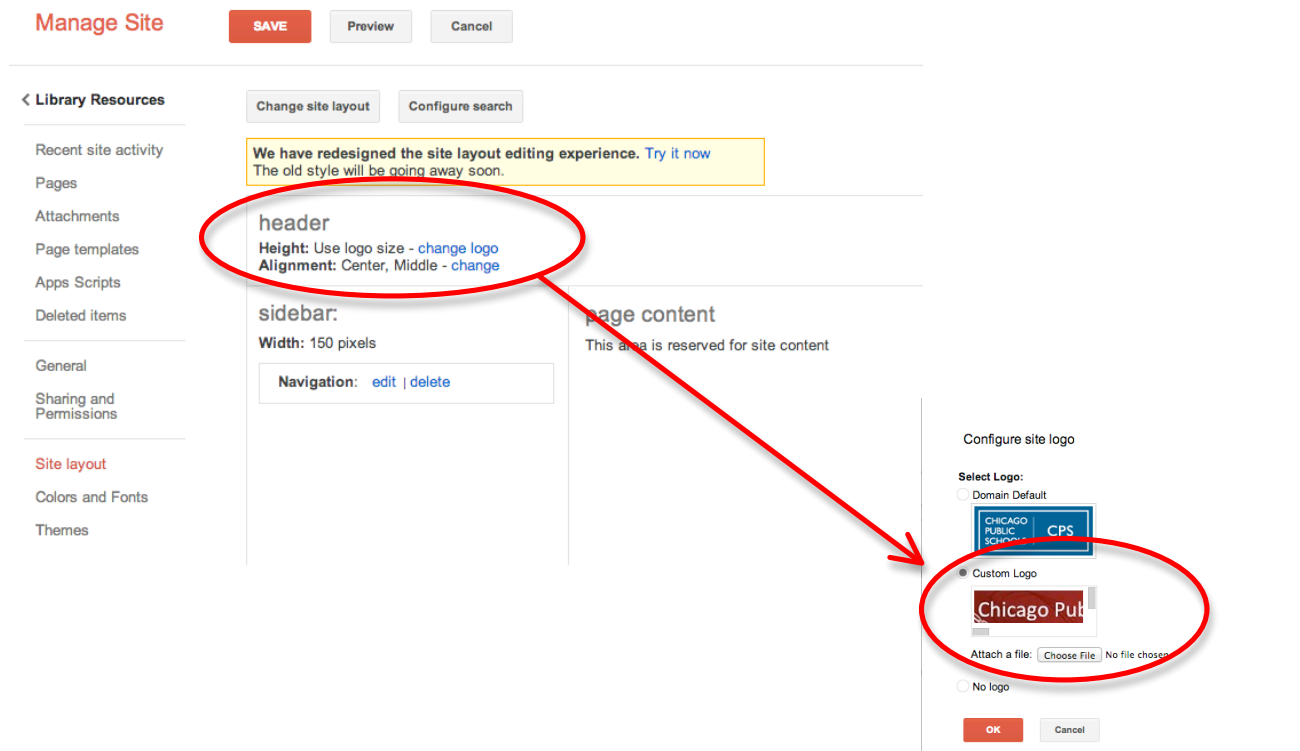 Manage Site
SAVE
Preview
Cancel
Library Resources
Recent site activity
Pages
Attachments
Page templates
Apps Scripts
Deleted items
General
Sharing and
Permissions
Site layout
Colors and Fonts
Themes
Change site layout
Configure search
We have redesigned the site layout editing experience. Try it now
The old style will be going away soon.
header
Height: Use logo size - change logo
Alignment: Center, Middle - change
sidebar:
Width: 150 pixels
Navigation: edit | delete
page content
This area is reserved for site content
Configure site logo
Select Logo:
Domain Default
CHICAGO
PUBLIC
SCHOOLS
CPS
Custom Logo
Chicago Pub
Attach a file: Choose File No file chosen
No logo
OK
Cancel